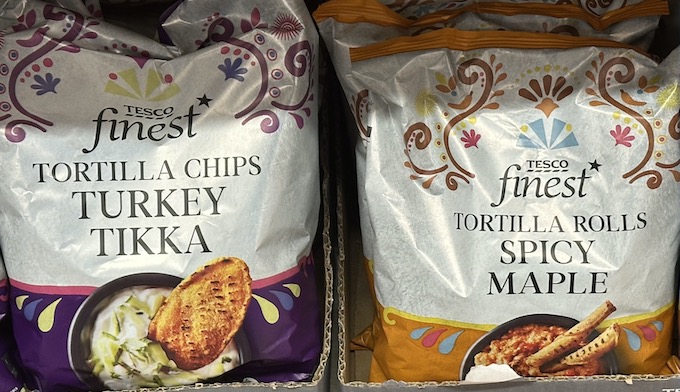 TESCO
finest
TORTILLA CHIPS
TURKEY
TIKKA
TESCO
finest
TORTILLA ROLLS
SPICY
MAPLE